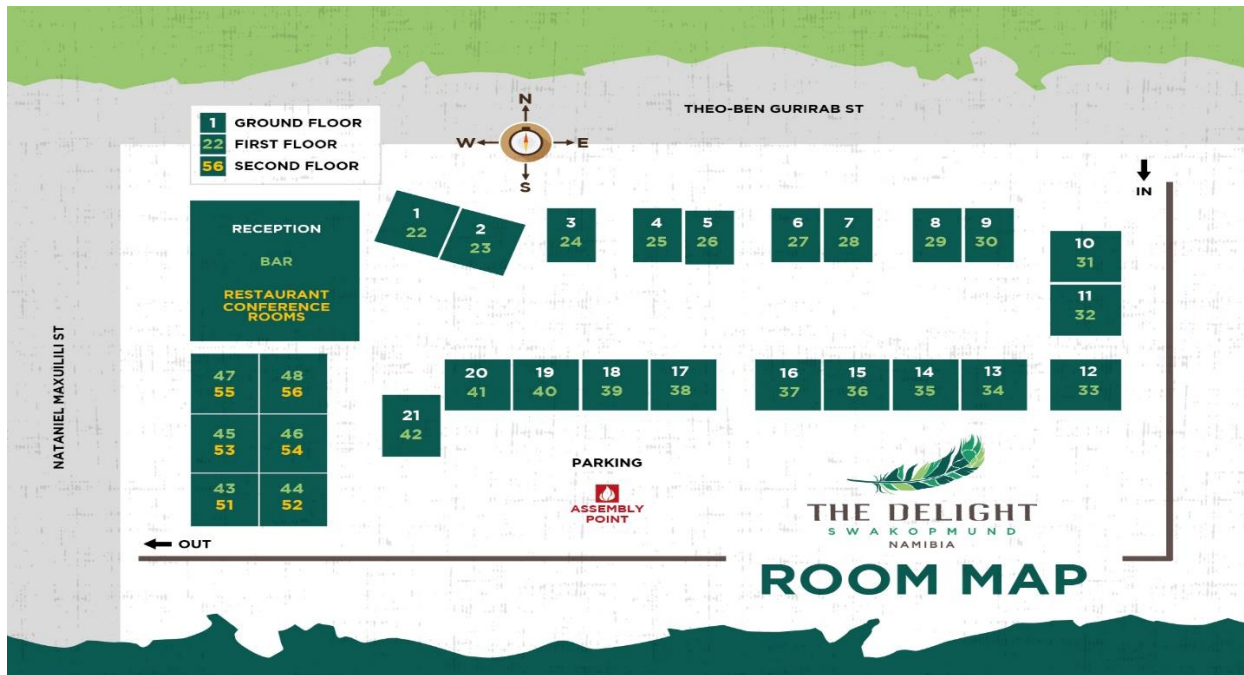 THEO-BEN GURIRAB ST
1 GROUND FLOOR
22 FIRST FLOOR
56 SECOND FLOOR
N
W E
S
IN
RECEPTION
BAR
RESTAURANT
CONFERENCE
ROOMS
1
22
2
23
3
24
4
25
5
26
6
27
7
28
8
29
9
30
10
31
11
32
12
33
13
34
14
35
15
36
16
37
17
38
18
39
19
40
20
41
21
42
47
55
48
56
45
53
46
54
43
51
44
52
NATANIEL MAXUILILI ST
PARKING
ASSEMBLY
POINT
OUT
THE DELIGHT
SWAKOPMUND
NAMIBIA
ROOM MAP